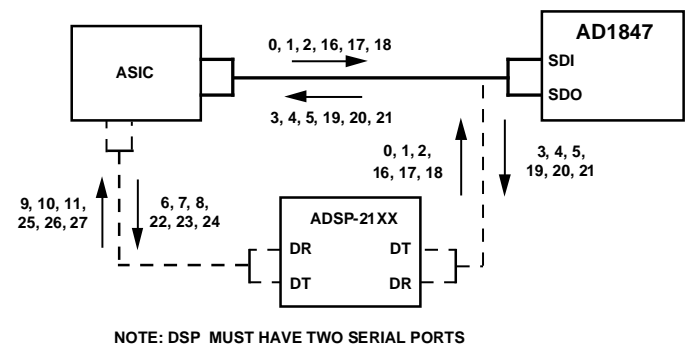 0, 1, 2, 16, 17, 18
AD1847
ASIC
SDI
SDO
3, 4, 5, 19, 20, 21
0, 1, 2,
16, 17, 18
3, 4, 5,
19, 20, 21
9, 10, 11,
25, 26, 27
6, 7, 8,
22, 23, 24
ADSP-21XX
DR
DT
DT
DR
NOTE: DSP MUST HAVE TWO SERIAL PORTS